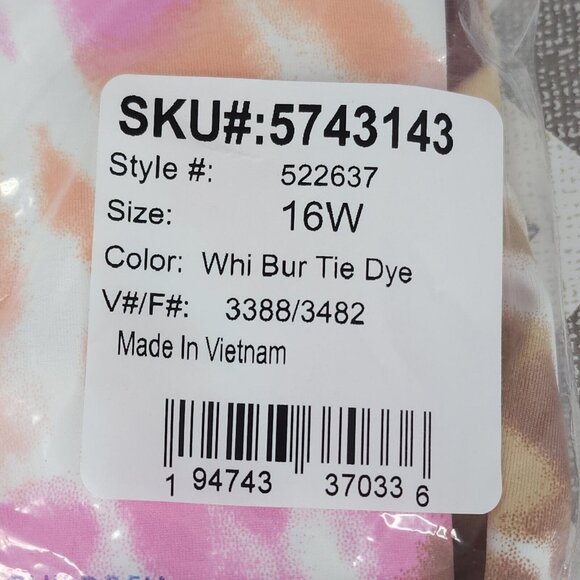 SKU#:5743143
Style #: 522637
Size: 16W
Color: Whi Bur Tie Dye
V#/F#: 3388/3482
Made In Vietnam
1 94743 37033 6